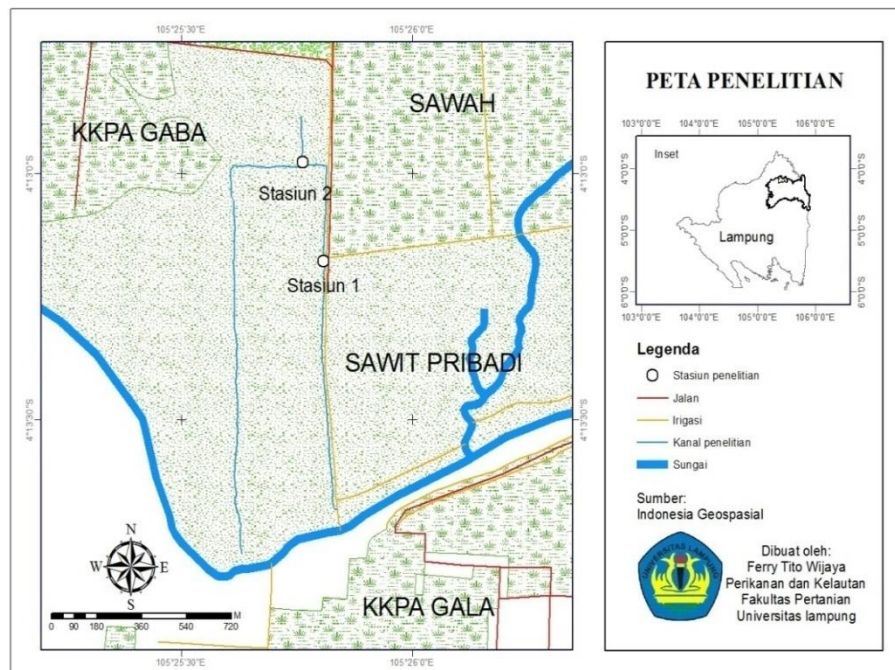 105°25'30"E
105°26'0"E
4°13'0"S
4°13'30"S
KKPA GABA
SAWAH
Stasiun 2
Stasiun 1
SAWIT PRIBADI
KKPA GALA
N
W
E
S
0 90 180 360 540 720
M
4°13'0"S
4°13'30"S
105°25'30"E
105°26'0"E
PETA PENELITIAN
103°0'0"E 104°0'0"E 105°0'0"E 106°0'0"E
Inset
Lampung
4°0'0"S
5°0'0"S
6°0'0"S
4°0'0"S
5°0'0"S
6°0'0"S
103°0'0"E 104°0'0"E 105°0'0"E 106°0'0"E
Legenda
Stasiun penelitian
Jalan
Irigasi
Kanal penelitian
Sungai
Sumber:
Indonesia Geospasial
UNIVERSITAS LAMPUNG
Dibuat oleh:
Ferry Tito Wijaya
Perikanan dan Kelautan
Fakultas Pertanian
Universitas lampung